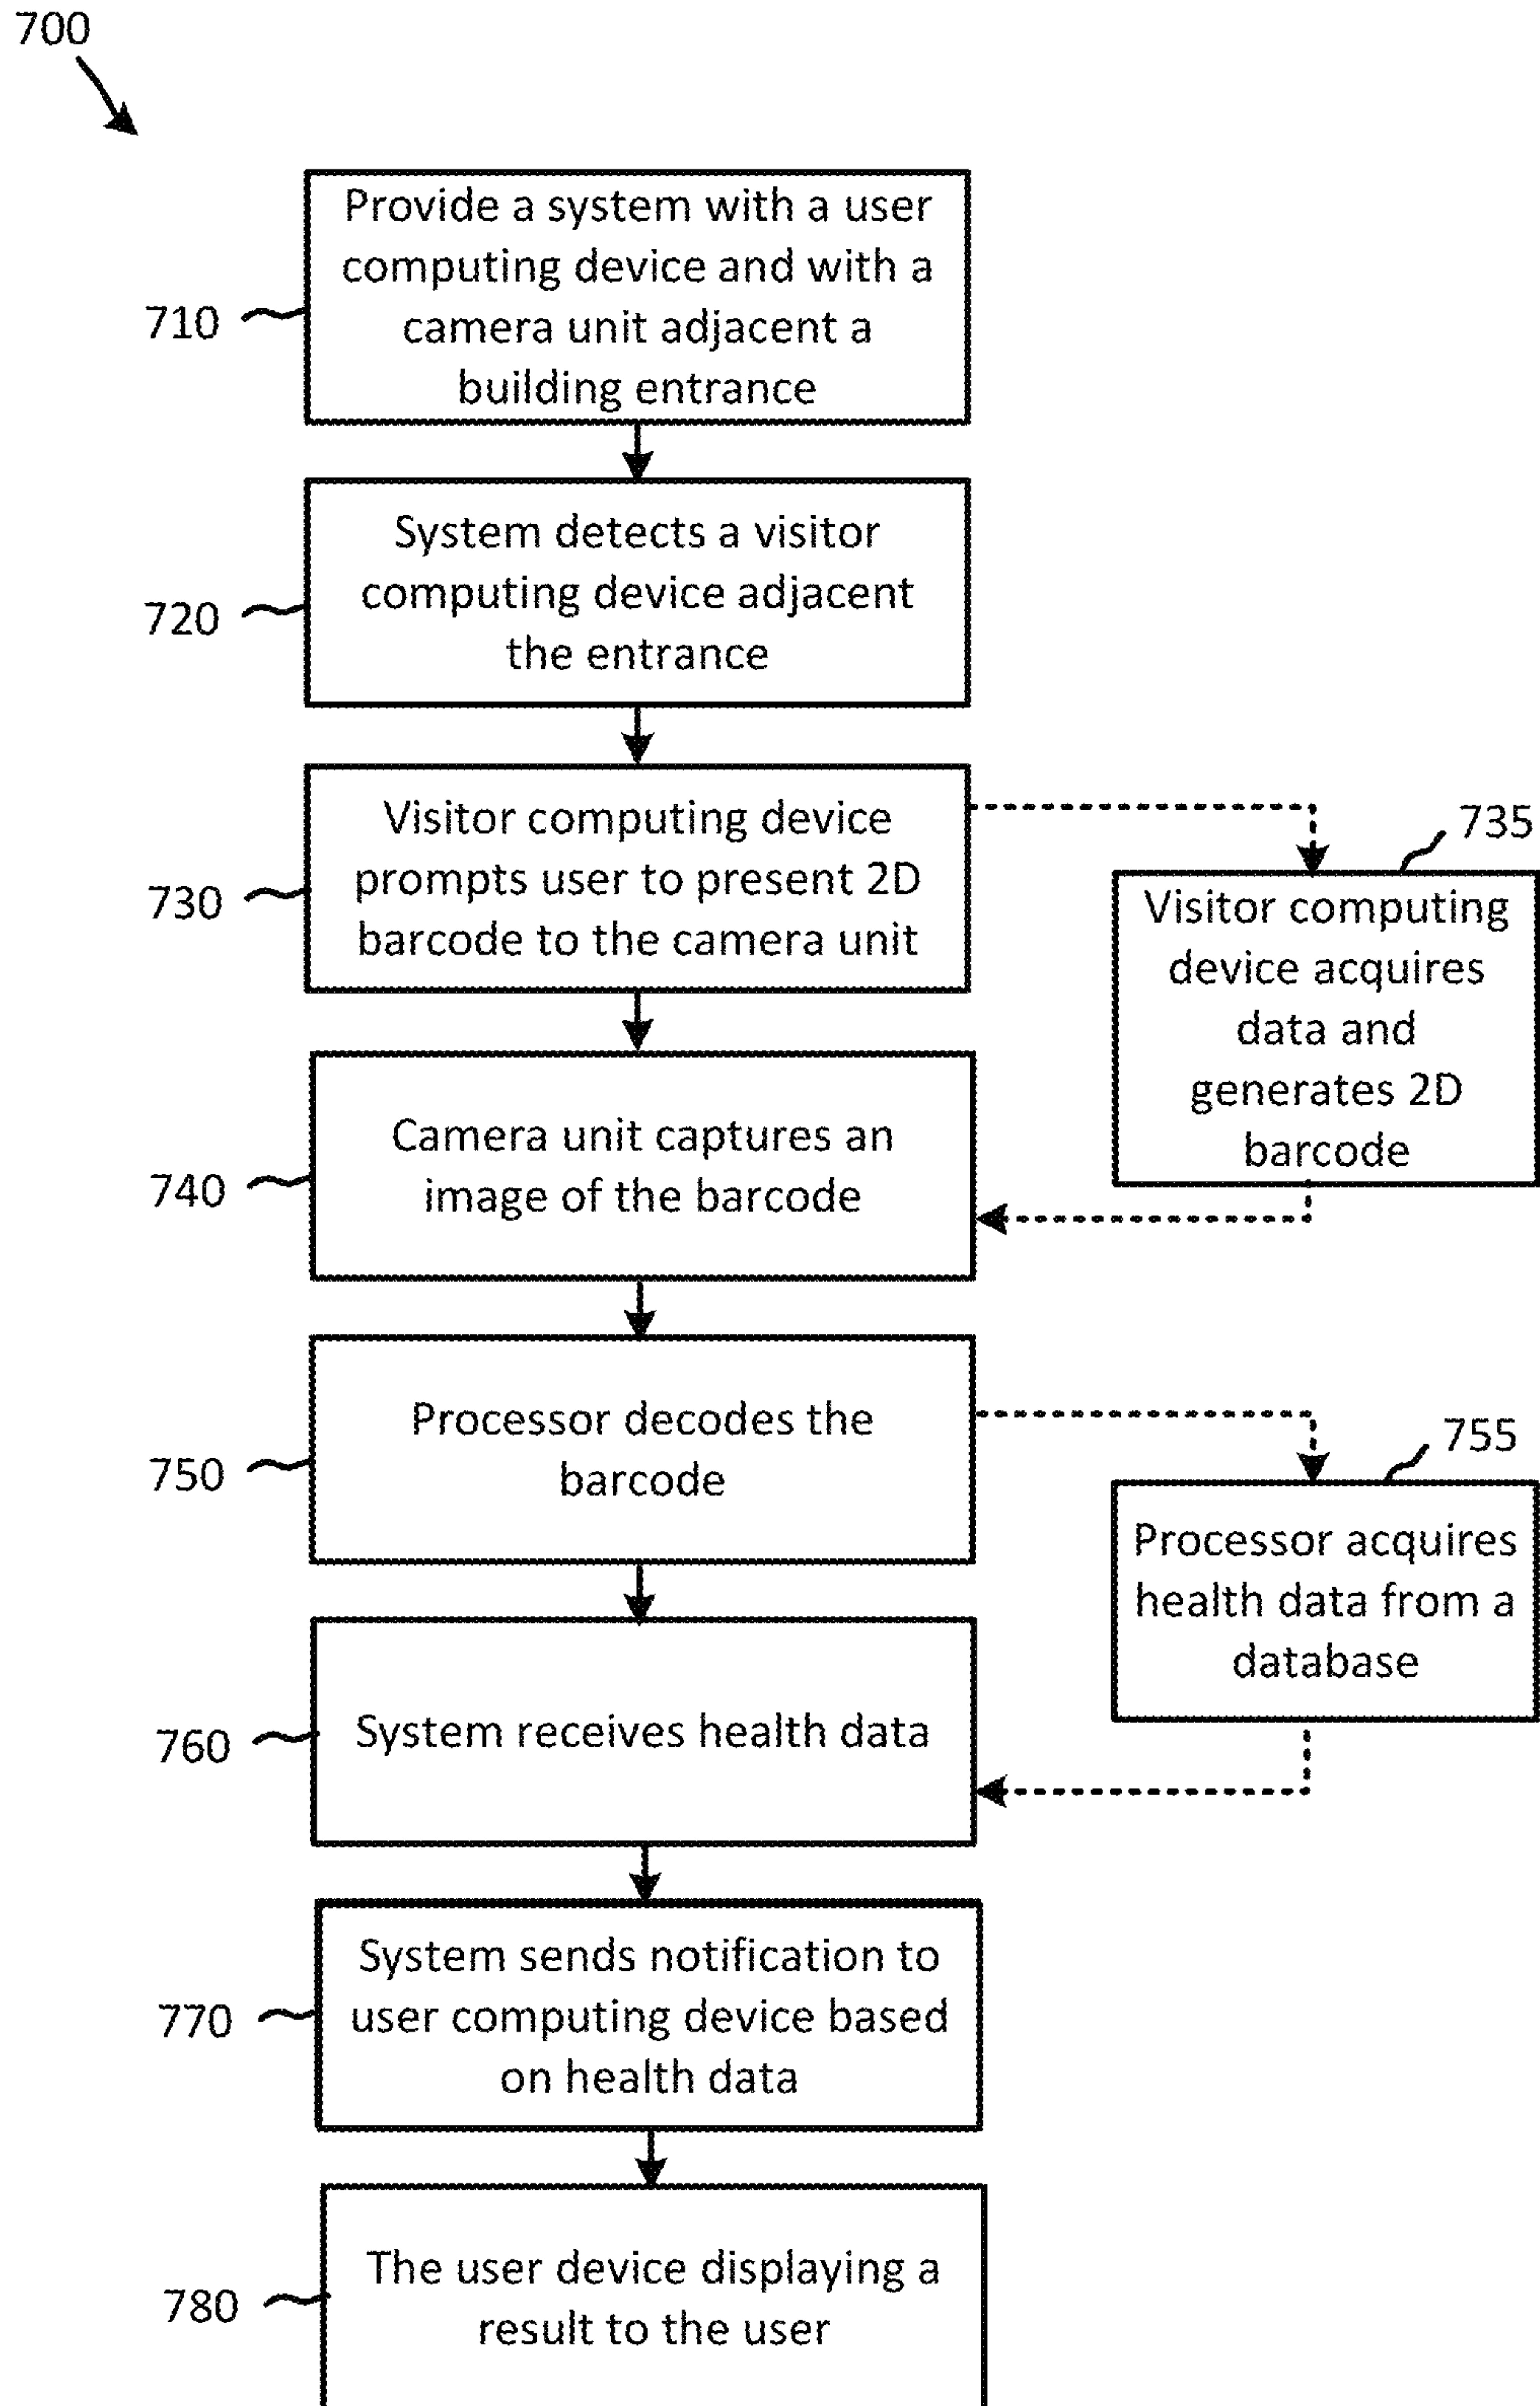 700
Provide a system with a user
computing device and with a
camera unit adjacent a
building entrance
710
System detects a visitor
computing device adjacent
the entrance
720
Visitor computing device
prompts user to present 2D
barcode to the camera unit
730
735
Visitor computing
device acquires
data and
generates 2D
barcode
Camera unit captures an
image of the barcode
740
Processor decodes the
barcode
750
755
Processor acquires
health data from a
database
System receives health data
760
System sends notification to
user computing device based
on health data
770
The user device displaying a
result to the user
780